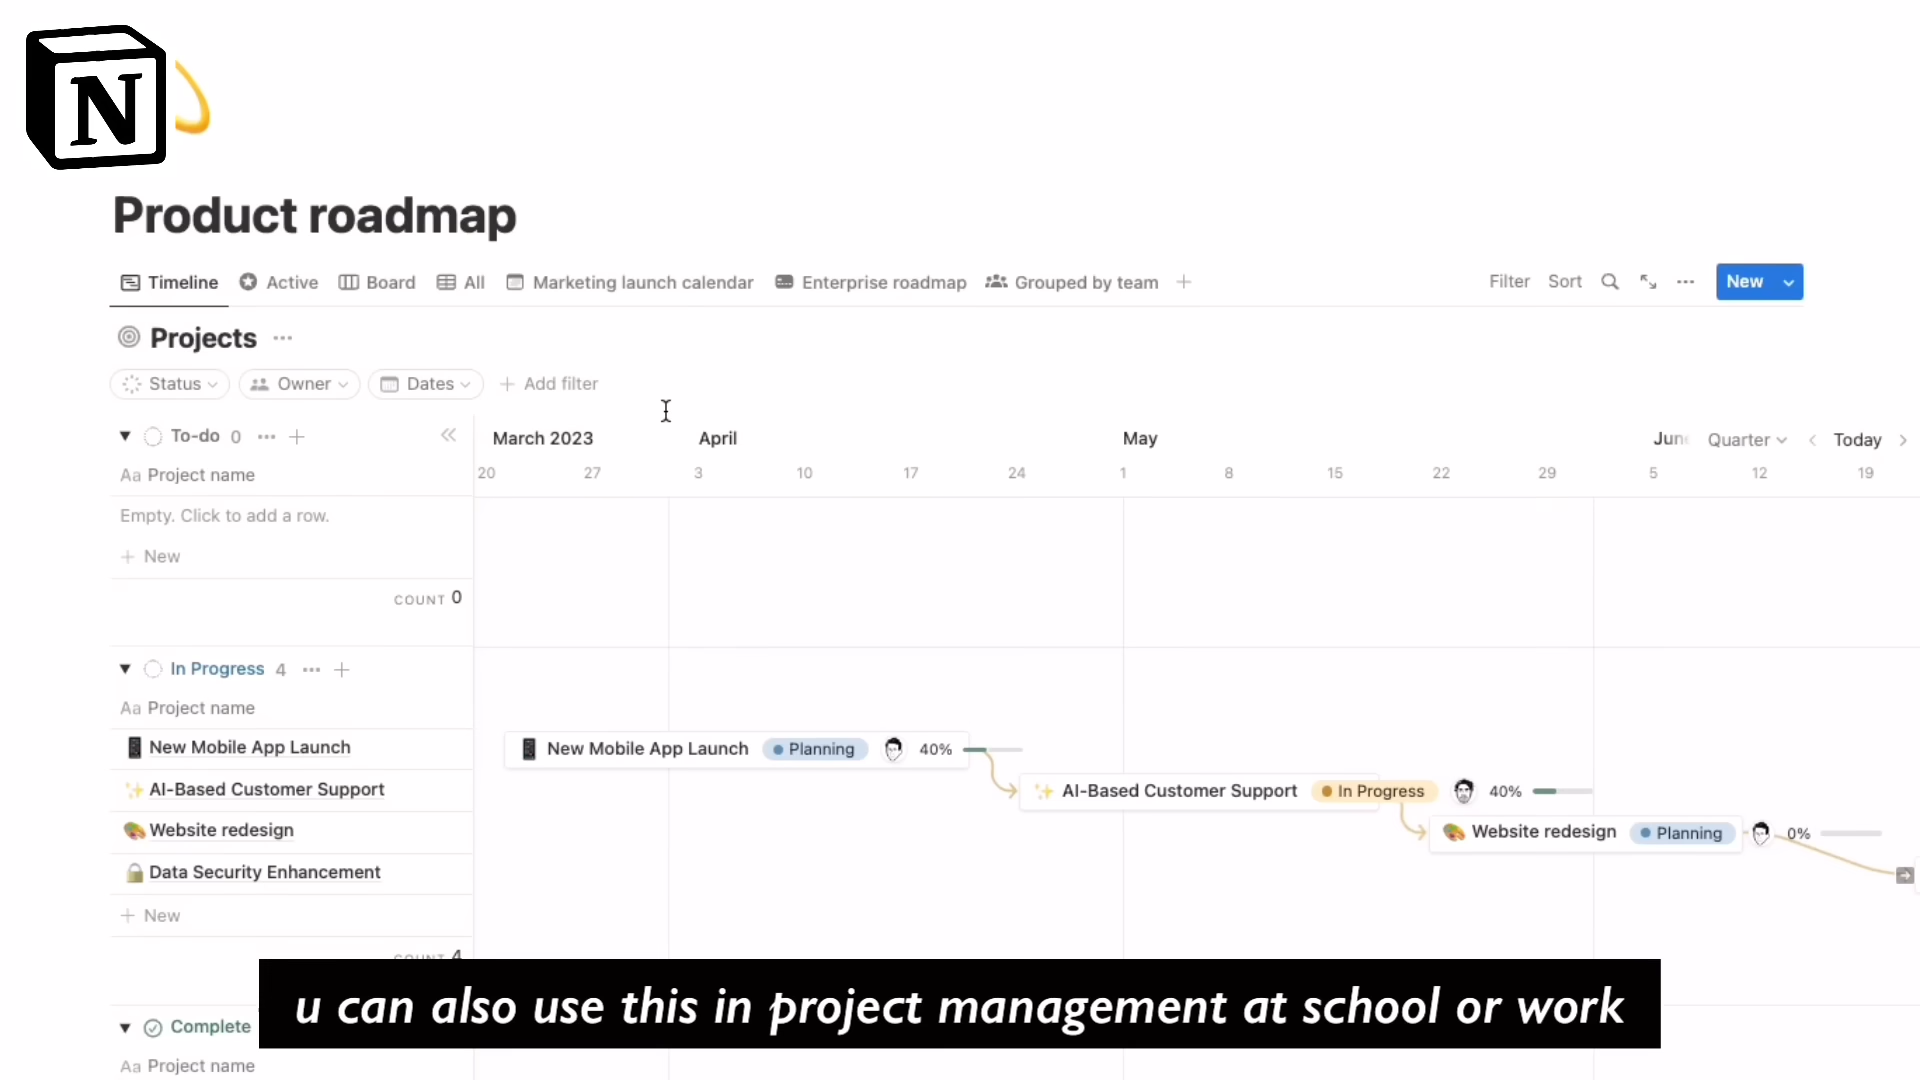 N
Product roadmap
Timeline Active Board All Marketing launch calendar Enterprise roadmap Grouped by team + Filter Sort ••• New
Projects •••
Status Owner Dates + Add filter
To-do 0 ••• +
March 2023 April May Jun Quarter < Today >
Aa Project name
20 27 3 10 17 24 1 8 15 22 29 5 12 19
Empty. Click to add a row.
+ New
COUNT 0
In Progress 4 ••• +
Aa Project name
New Mobile App Launch
New Mobile App Launch Planning 40%
AI-Based Customer Support
AI-Based Customer Support In Progress 40%
Website redesign
Website redesign Planning 0%
Data Security Enhancement
+ New
COUNT 4
u can also use this in project management at school or work
Complete
Aa Project name